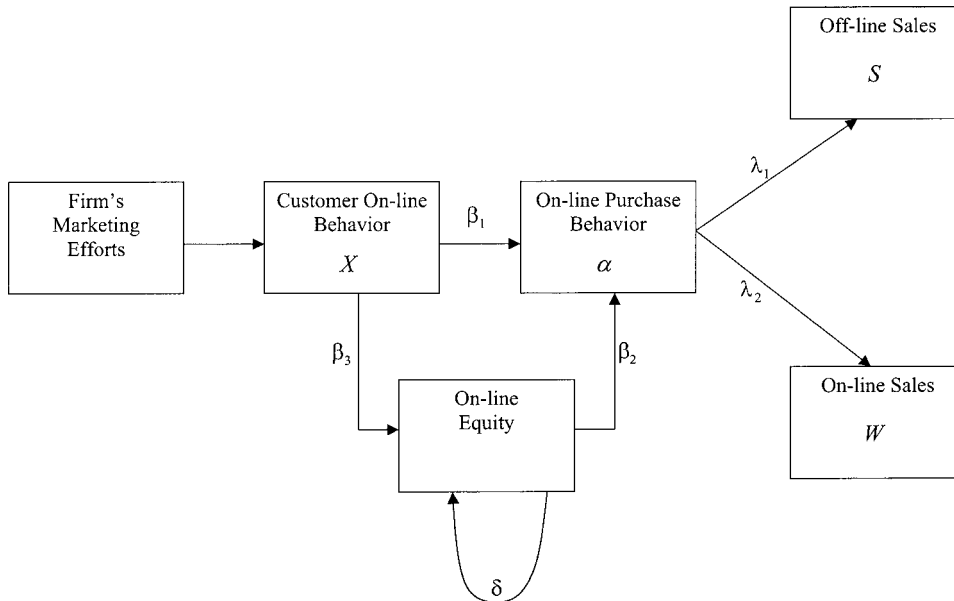 Off-line Sales
S
λ₁
Firm's
Marketing
Efforts
Customer On-line
Behavior
X
β₁
On-line Purchase
Behavior
α
λ₂
β₃
β₂
On-line
Equity
On-line Sales
W
δ